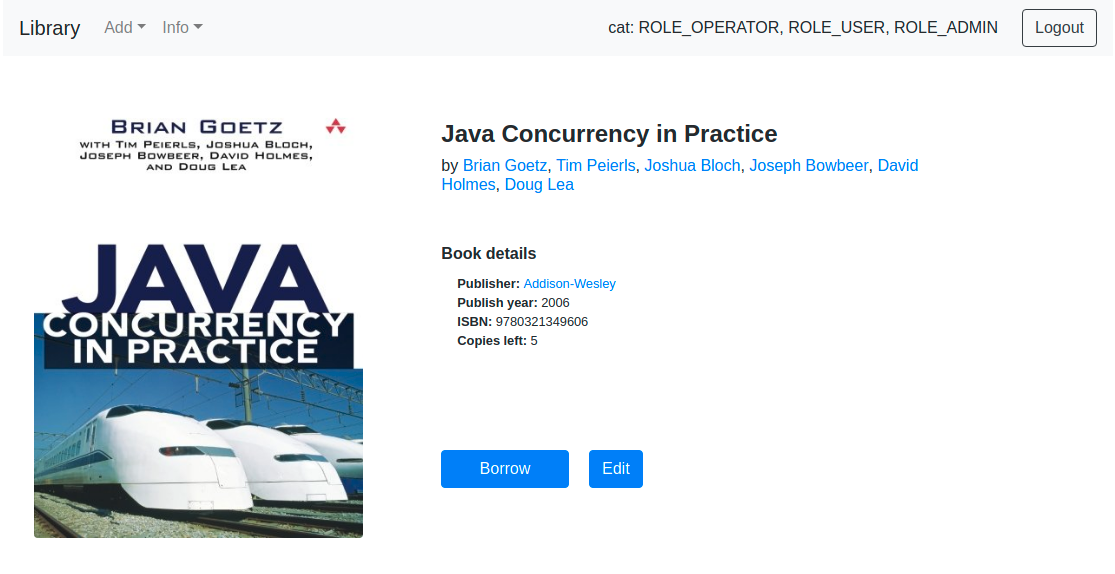 Library Add Info cat: ROLE_OPERATOR, ROLE_USER, ROLE_ADMIN Logout
BRIAN GOETZ
WITH TIM PEIERLS, JOSHUA BLOCH,
JOSEPH BOWBEER, DAVID HOLMES,
AND DOUG LEA
JAVA
CONCURRENCY
IN PRACTICE
Java Concurrency in Practice
by Brian Goetz, Tim Peierls, Joshua Bloch, Joseph Bowbeer, David
Holmes, Doug Lea
Book details
Publisher: Addison-Wesley
Publish year: 2006
ISBN: 9780321349606
Copies left: 5
Borrow Edit